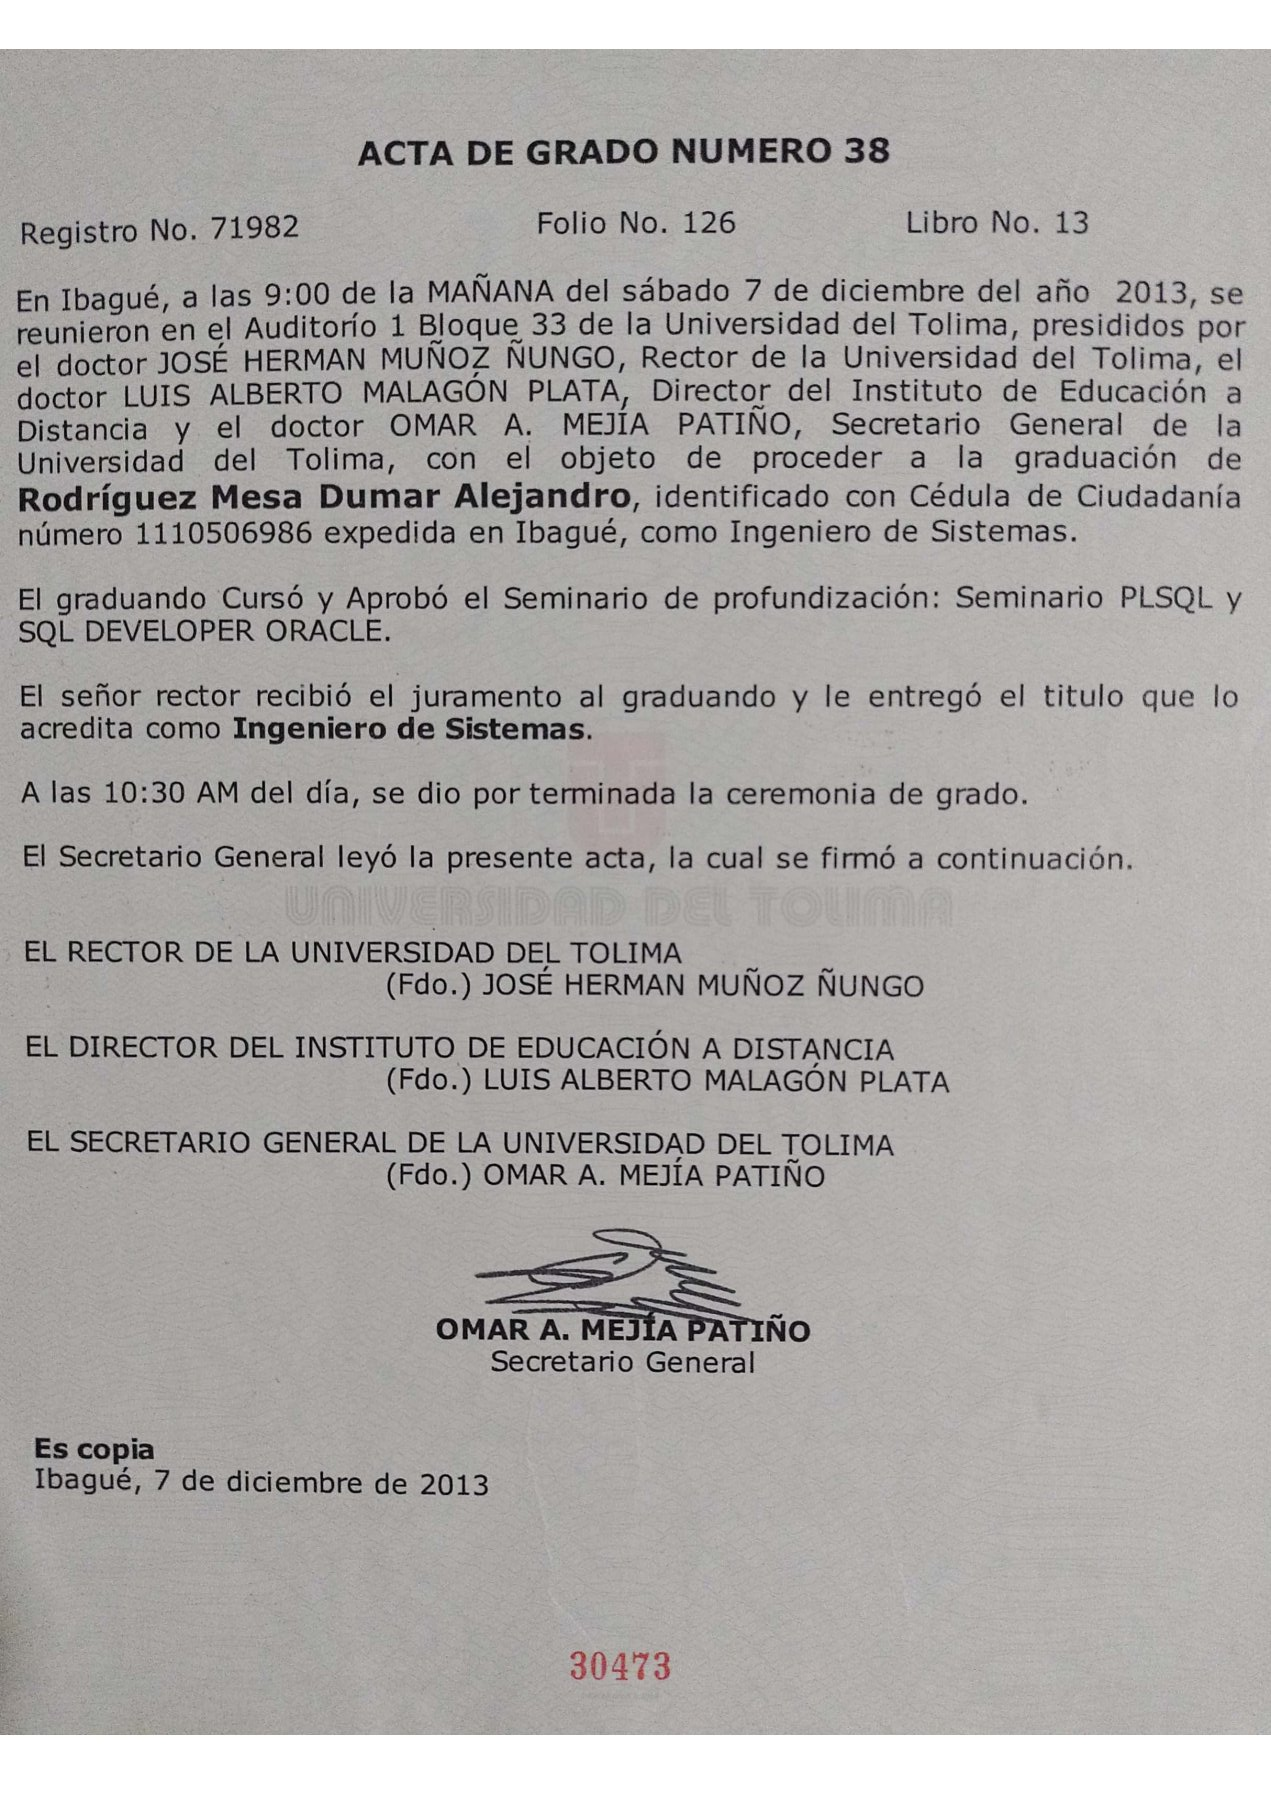 ACTA DE GRADO NUMERO 38
Registro No. 71982 Folio No. 126 Libro No. 13
En Ibagué, a las 9:00 de la MAÑANA del sábado 7 de diciembre del año 2013, se
reunieron en el Auditorío 1 Bloque 33 de la Universidad del Tolima, presididos por
el doctor JOSÉ HERMAN MUÑOZ ÑUNGO, Rector de la Universidad del Tolima, el
doctor LUIS ALBERTO MALAGÓN PLATA, Director del Instituto de Educación a
Distancia y el doctor OMAR A. MEJÍA PATIÑO, Secretario General de la
Universidad del Tolima, con el objeto de proceder a la graduación de
Rodríguez Mesa Dumar Alejandro, identificado con Cédula de Ciudadanía
número 1110506986 expedida en Ibagué, como Ingeniero de Sistemas.
El graduando Cursó y Aprobó el Seminario de profundización: Seminario PLSQL y
SQL DEVELOPER ORACLE.
El señor rector recibió el juramento al graduando y le entregó el titulo que lo
acredita como Ingeniero de Sistemas.
A las 10:30 AM del día, se dio por terminada la ceremonia de grado.
El Secretario General leyó la presente acta, la cual se firmó a continuación.
UNIVERSIDAD DEL TOLIMA
EL RECTOR DE LA UNIVERSIDAD DEL TOLIMA
(Fdo.) JOSÉ HERMAN MUÑOZ ÑUNGO
EL DIRECTOR DEL INSTITUTO DE EDUCACIÓN A DISTANCIA
(Fdo.) LUIS ALBERTO MALAGÓN PLATA
EL SECRETARIO GENERAL DE LA UNIVERSIDAD DEL TOLIMA
(Fdo.) OMAR A. MEJÍA PATIÑO
OMAR A. MEJÍA PATIÑO
Secretario General
Es copia
Ibagué, 7 de diciembre de 2013
30473